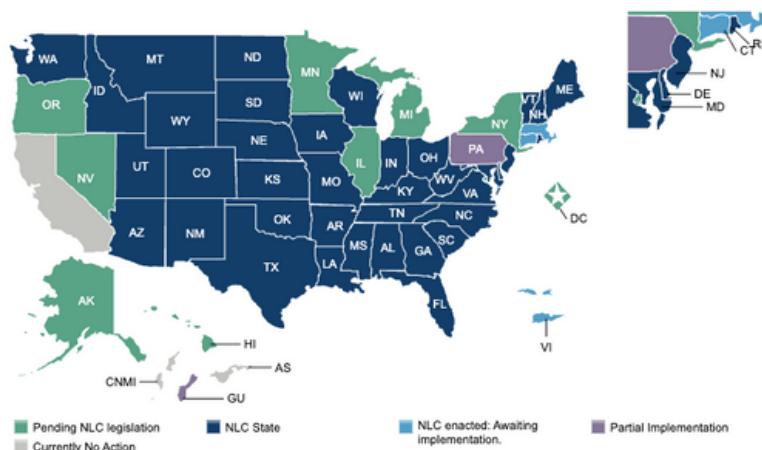 WA
MT
ND
MN
ME
VT
NH
OR
ID
SD
WI
MI
NY
WY
IA
PA
NE
NV
UT
CO
IL
IN
OH
WV
VA
KS
MO
KY
NC
TN
AZ
NM
OK
AR
SC
MS
AL
GA
TX
LA
FL
AK
HI
CNMI
AS
GU
RI
CT
NJ
DE
MD
DC
VI
Pending NLC legislation
NLC State
NLC enacted: Awaiting
implementation.
Partial Implementation
Currently No Action